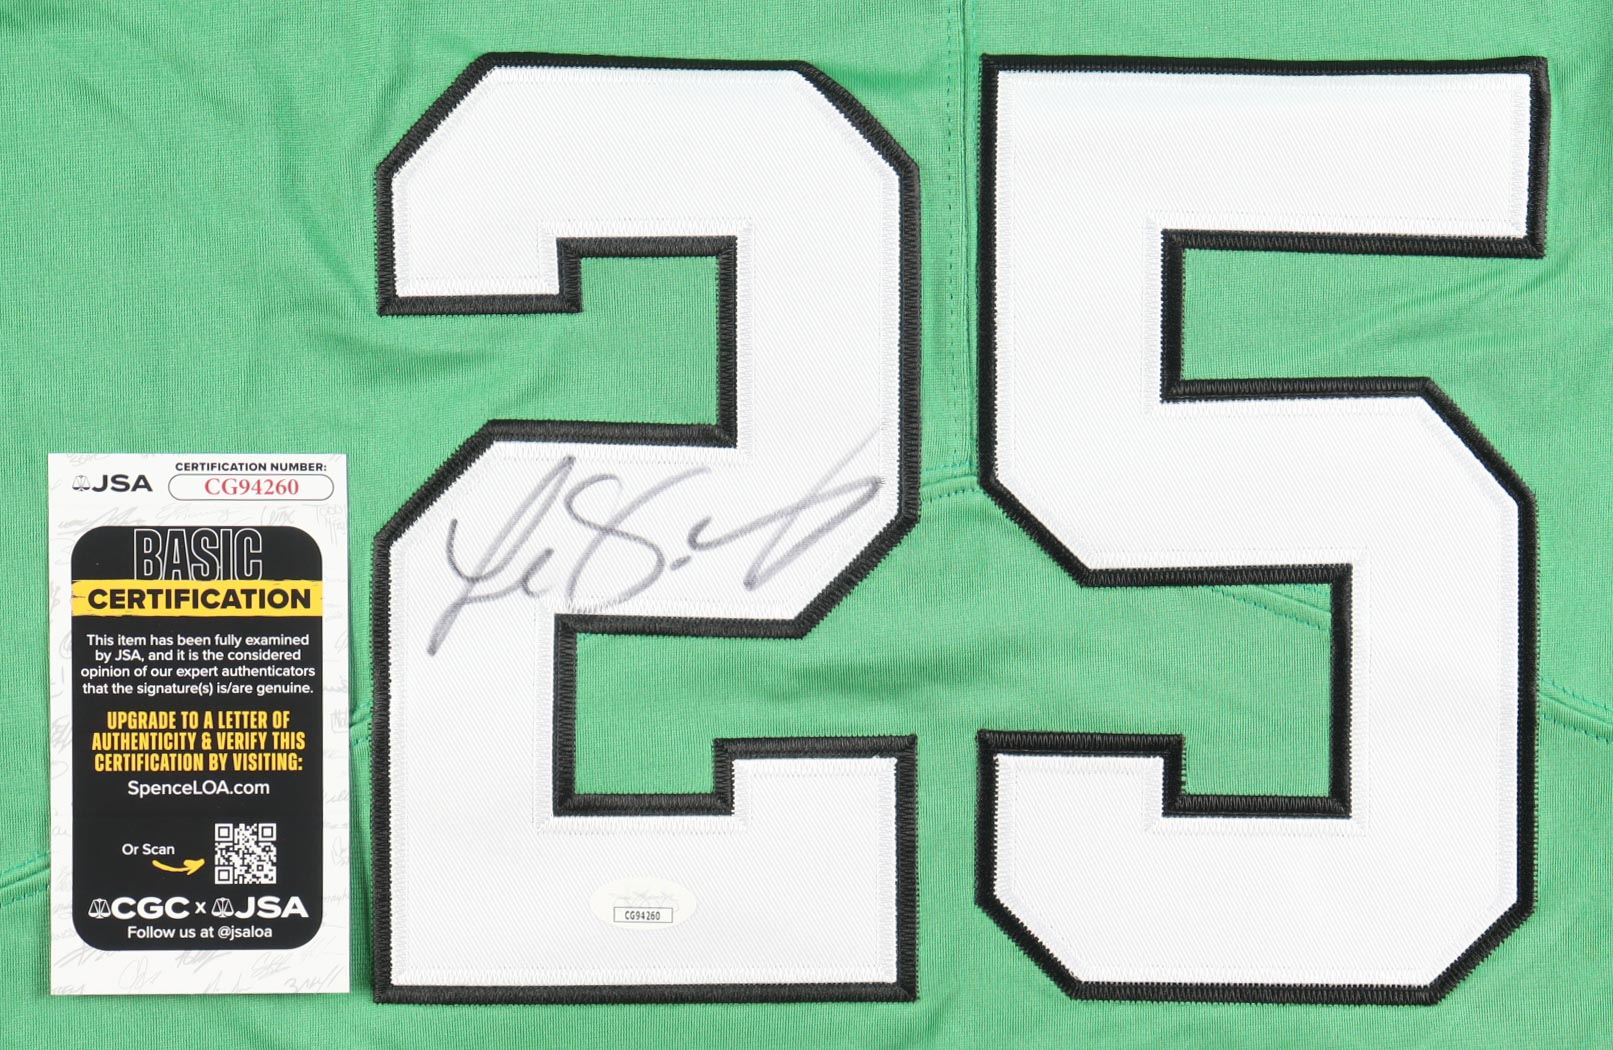 25
JSA
CERTIFICATION NUMBER:
CG94260
BASIC
CERTIFICATION
This item has been fully examined
by JSA, and it is the considered
opinion of our expert authenticators
that the signature(s) is/are genuine.
UPGRADE TO A LETTER OF
AUTHENTICITY & VERIFY THIS
CERTIFICATION BY VISITING:
SpenceLOA.com
Or Scan
CGC x JSA
Follow us at @jsaloa
CG94260